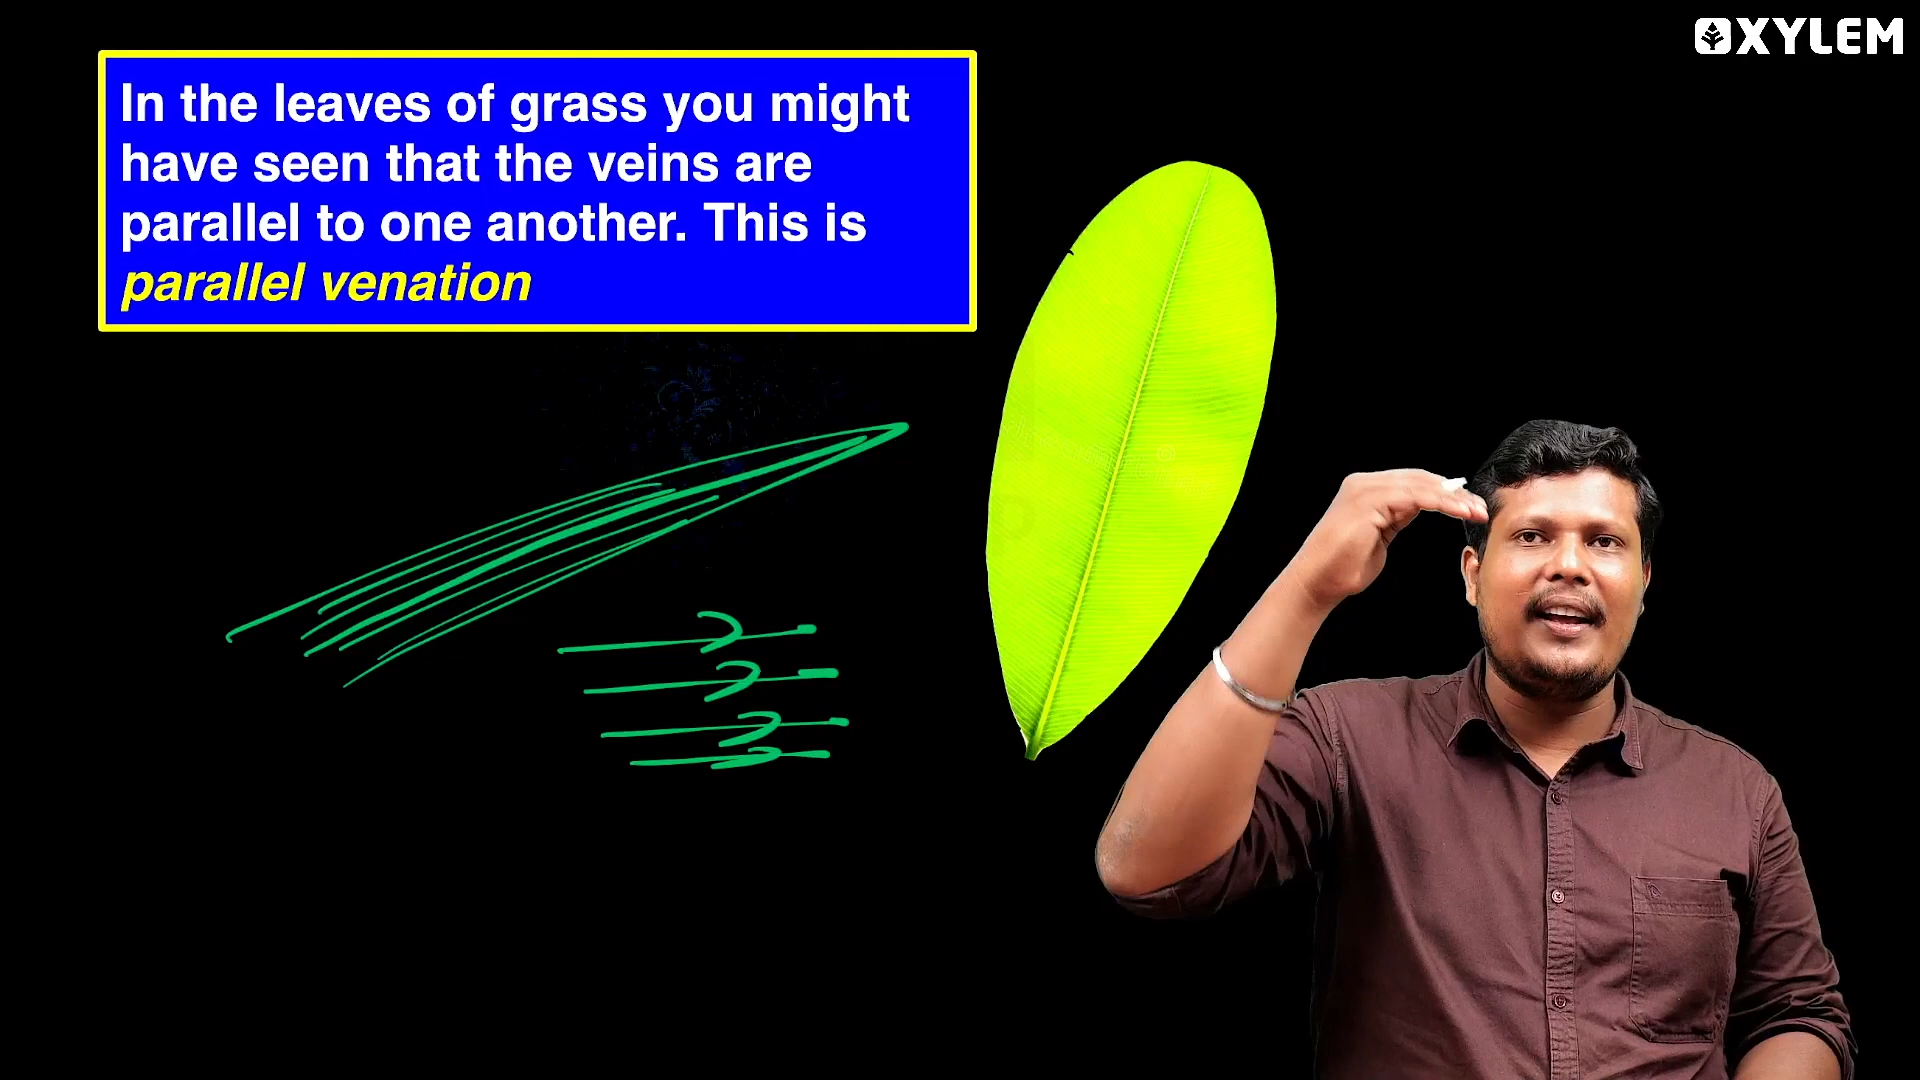 XYLEM
In the leaves of grass you might
have seen that the veins are
parallel to one another. This is
parallel venation